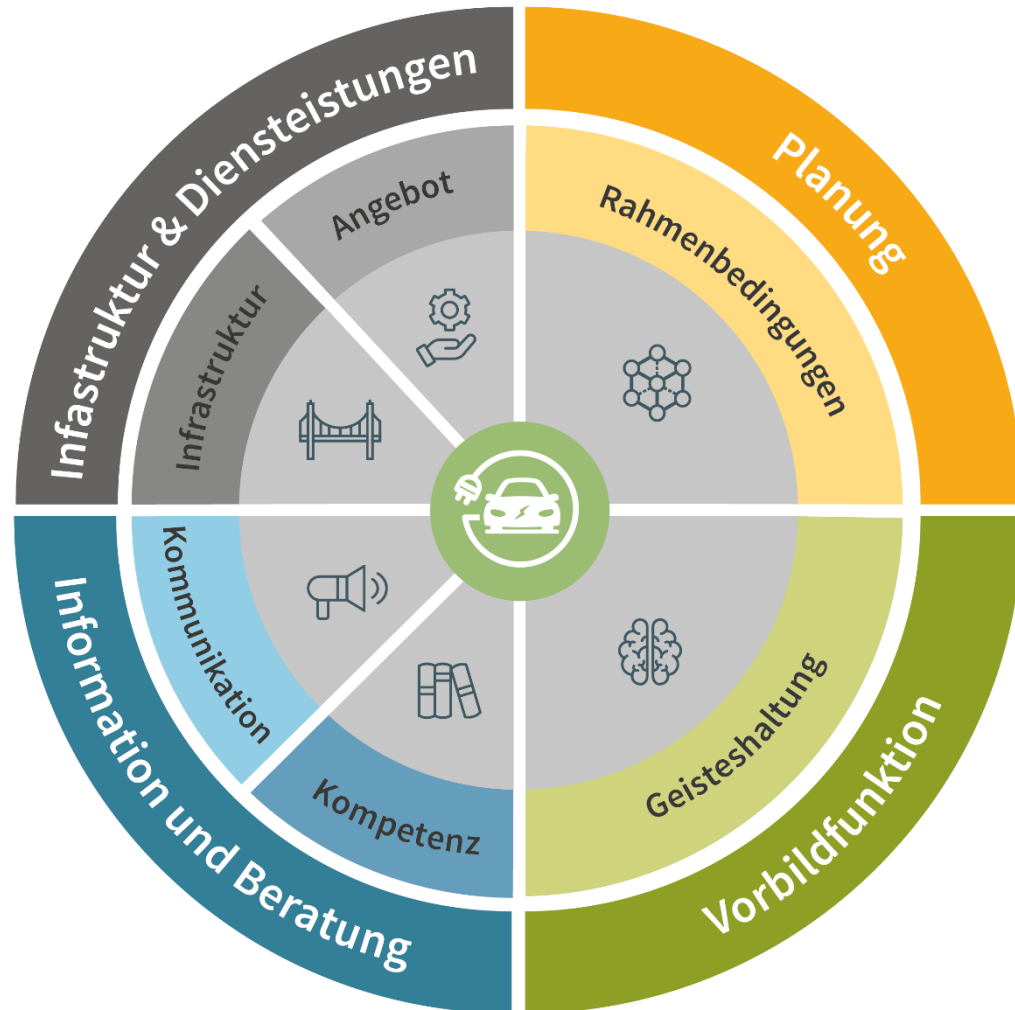 Infastruktur & Diensteistungen
Planung
Angebot
Rahmenbedingungen
Infrastruktur
Kommunikation
Kompetenz
Geisteshaltung
Information und Beratung
Vorbildfunktion